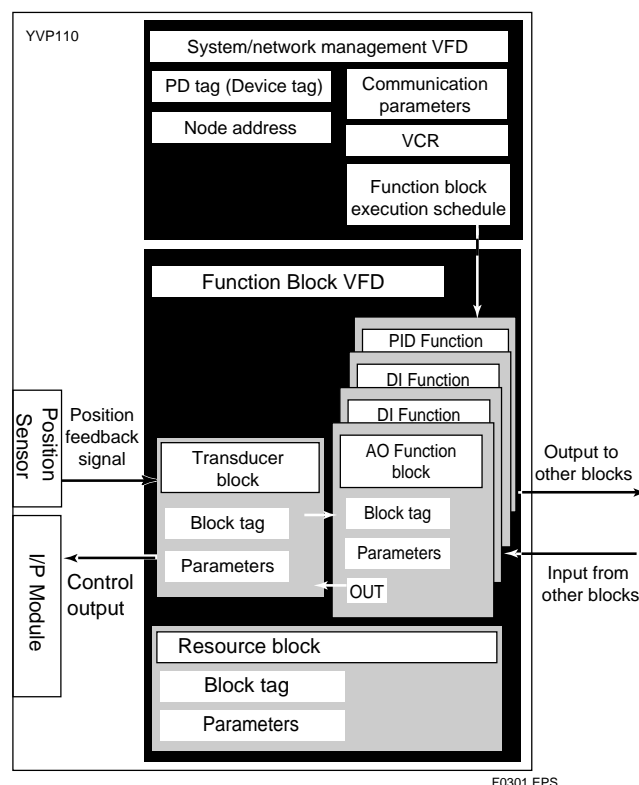 YVP110
System/network management VFD
PD tag (Device tag)
Node address
Communication
parameters
VCR
Function block
execution schedule
Function Block VFD
PID Function
DI Function
DI Function
AO Function
block
Block tag
Parameters
OUT
Position
Sensor
Position
feedback
signal
Transducer
block
Block tag
Parameters
I/P Module
Control
output
Output to
other blocks
Input from
other blocks
Resource block
Block tag
Parameters
F0301.EPS